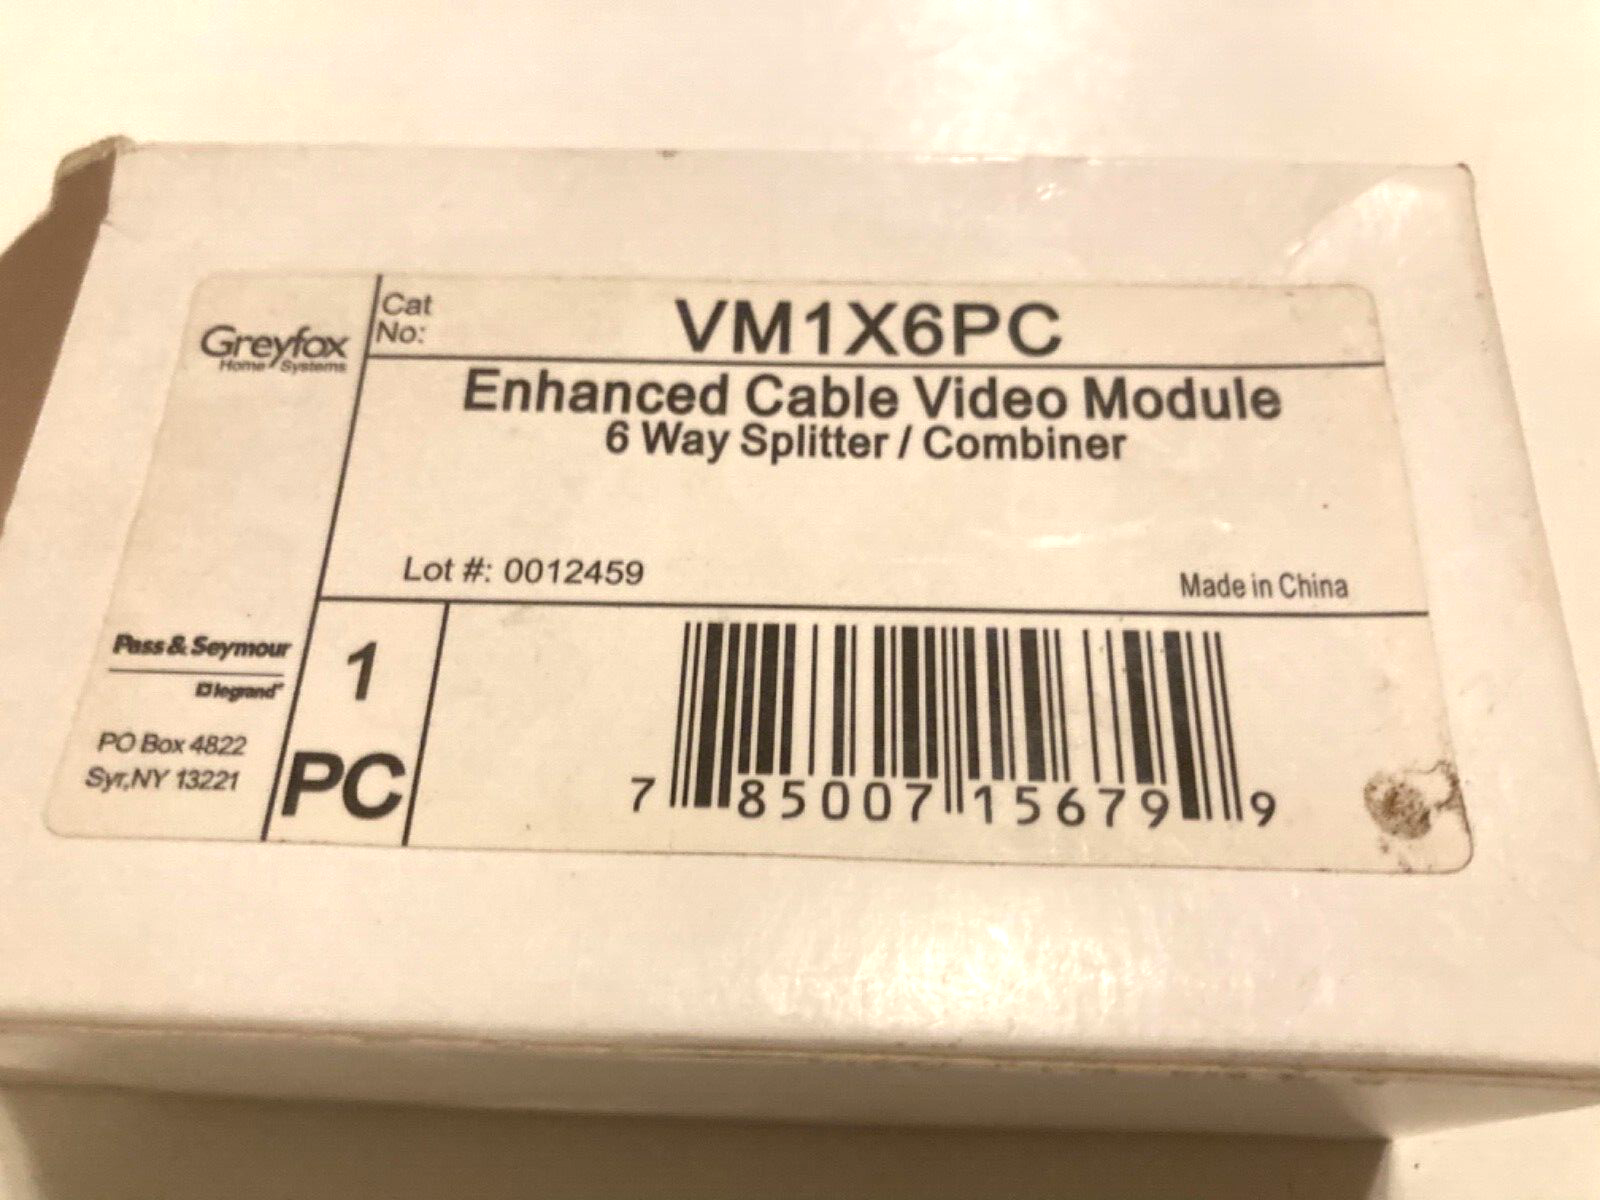 Greyfox
Home Systems
Cat
No:
VM1X6PC
Enhanced Cable Video Module
6 Way Splitter / Combiner
Lot #: 0012459
Made in China
Pass & Seymour
legrand®
PO Box 4822
Syr,NY 13221
1
PC
7 85007 15679 9